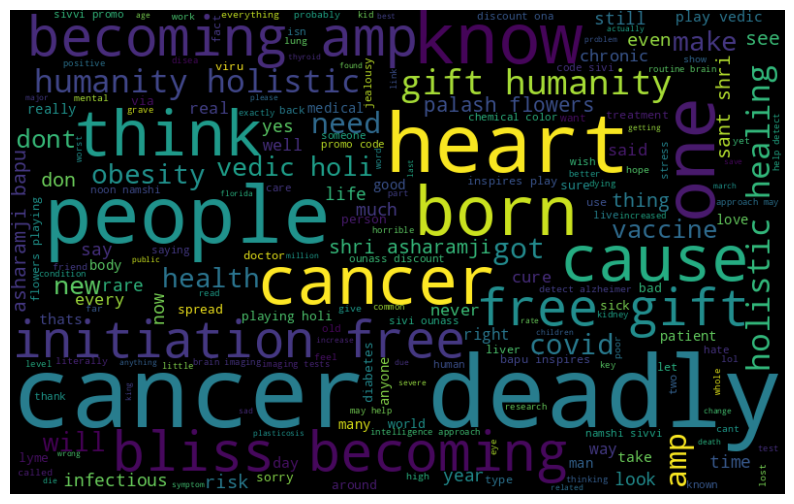 sivvi promo age work everything probably kid best discount ona still play vedic
becoming amp know
fact isn actually
positive lung disea thyroid viru found link jealousy chronic even make see
code sivi problem routine brain show
humanity holistic gift humanity
mental grave please
really via real exactly back medical palash flowers sant shri
dont think yes need someone promo code chemical color want treatment getting yet
heart one
worst well word last said major save help detect
don obesity vedic holi wish better dying stress hope
noon namshi care good inspires play sure thing approach may
florida life part use live increased march
people born vaccine love
asharamji bapu flowers playing person much horrible
say saying shri asharamji got
friend body doctor ounass discount cause holistic healing
condition public million
new rare health cancer cure rare bad
every read give common detect alzheimer
thats spread now playing holi never sivi ounass sick free gift
far old right rate children kidney patient
initiation free covid
level literally anything brain imaging imaging tests feel liver poor hate lol
little increase diabetes anyone human due severe key let two whole
thank king sad may help research change cant
cancer deadly
plasticosis many world intelligence approach namshi sivvi way death test
will bliss becoming amp
lyme wrong day eye take time
called infectious risk sorry year man thinking known
die symptom around high type related look lost